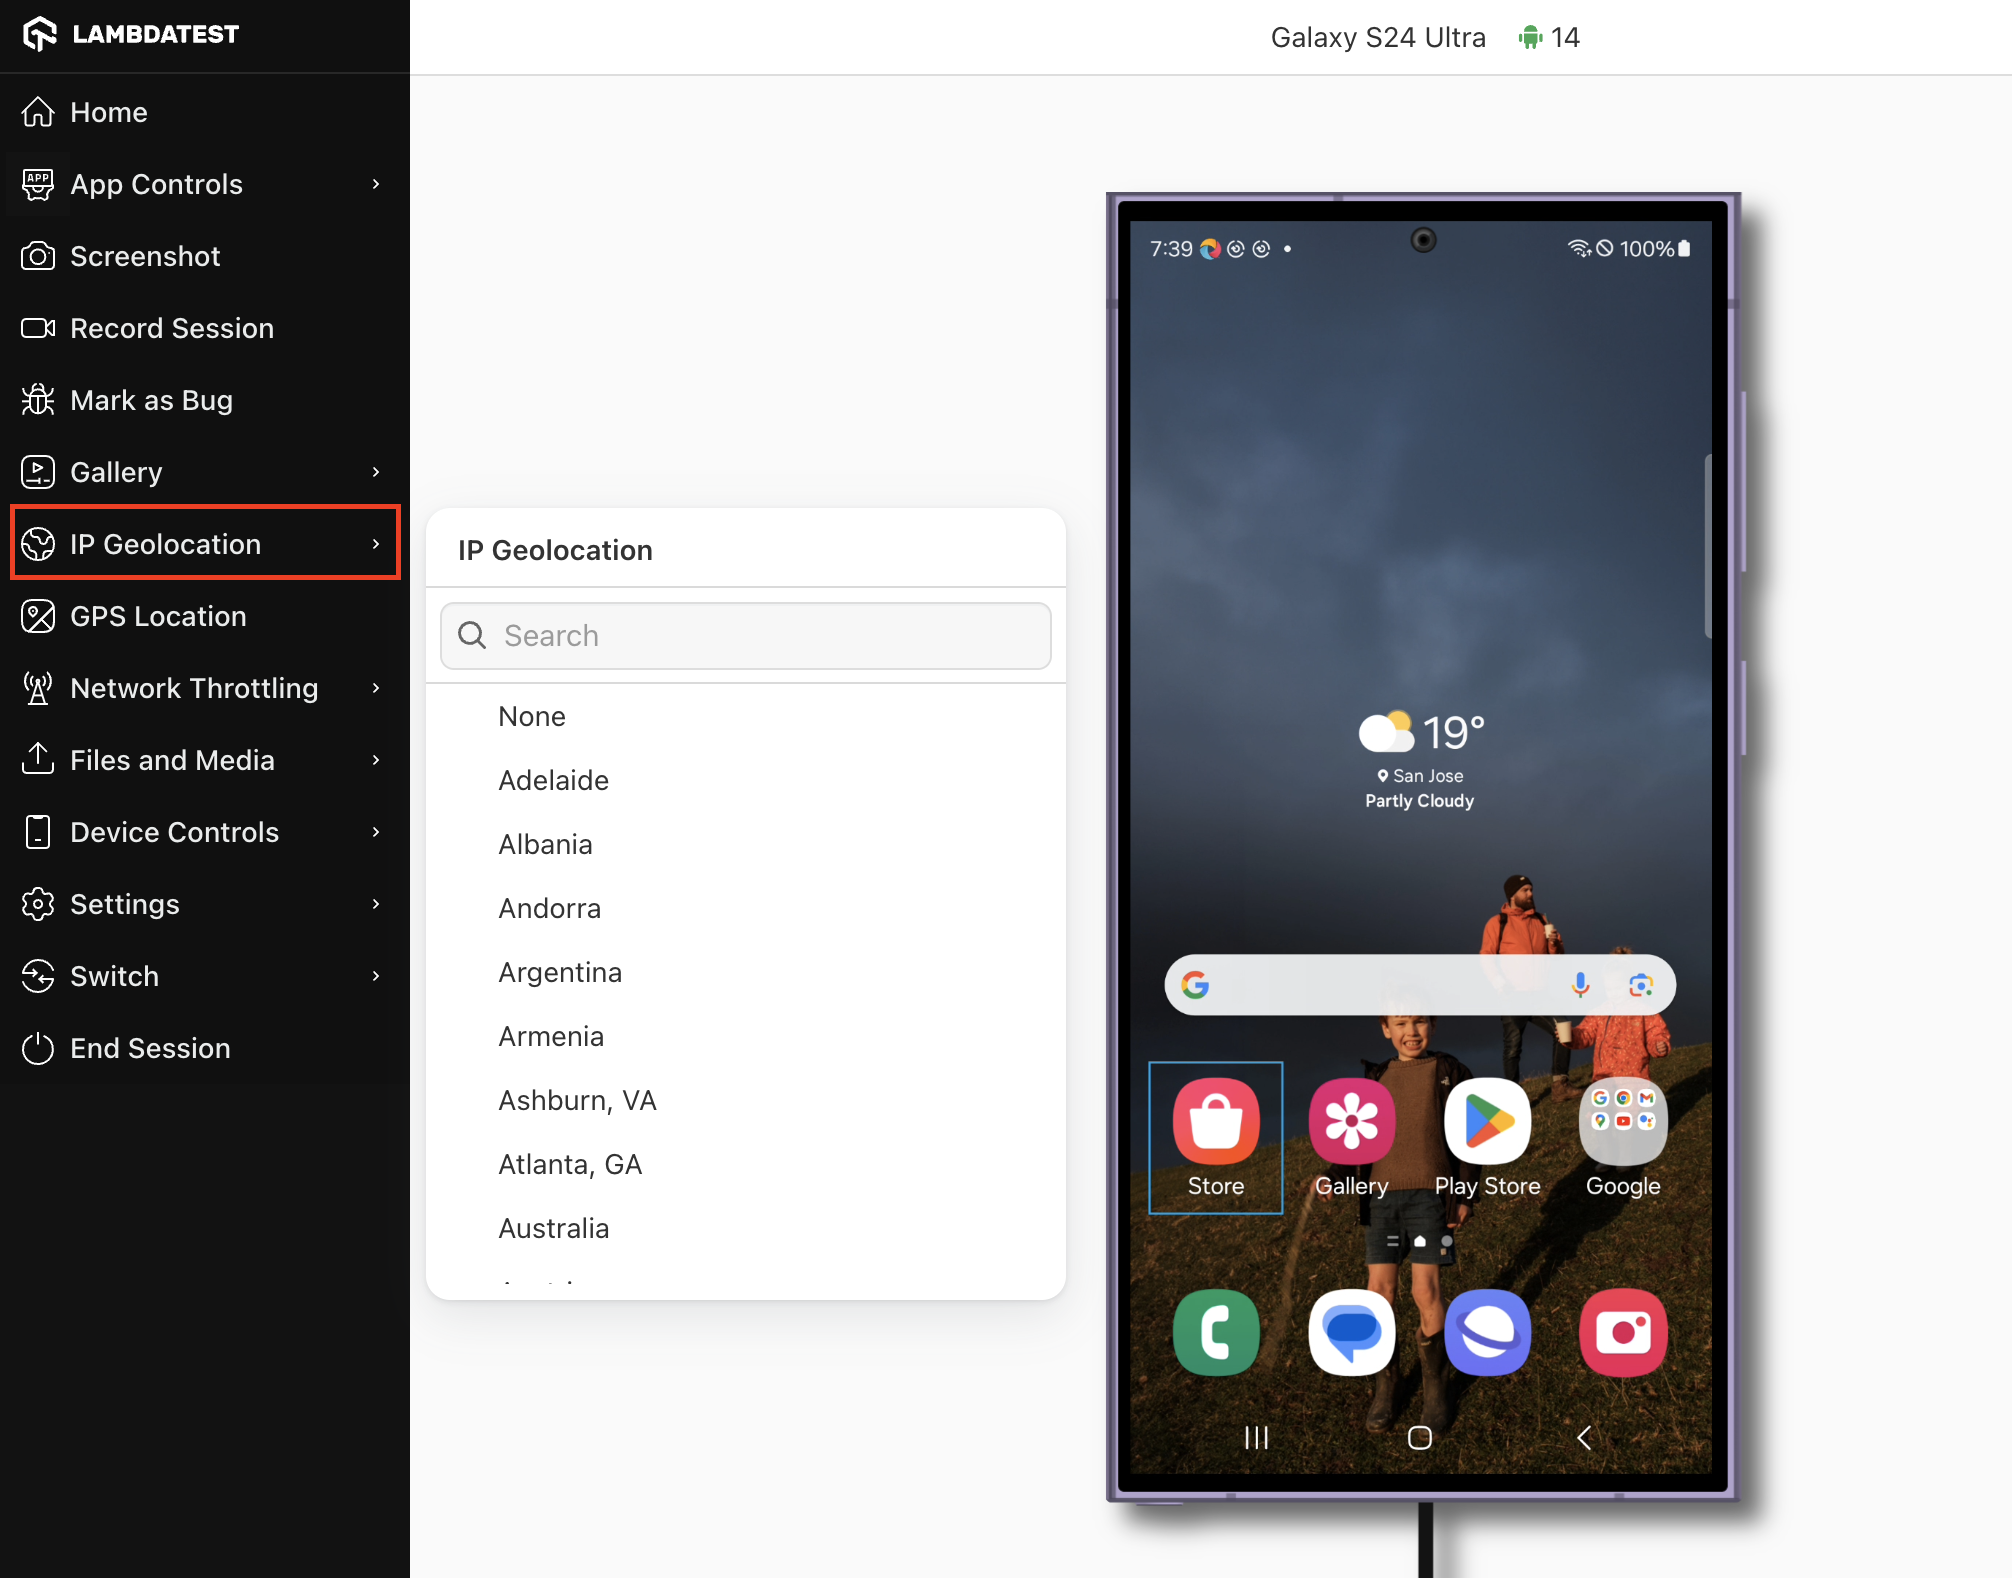 LAMBDATEST
Home
App Controls
Screenshot
Record Session
Mark as Bug
Gallery
IP Geolocation
GPS Location
Network Throttling
Files and Media
Device Controls
Settings
Switch
End Session
Galaxy S24 Ultra 14
IP Geolocation
Search
None
Adelaide
Albania
Andorra
Argentina
Armenia
Ashburn, VA
Atlanta, GA
Australia
7:39 100%
19°
San Jose
Partly Cloudy
Store Gallery Play Store Google